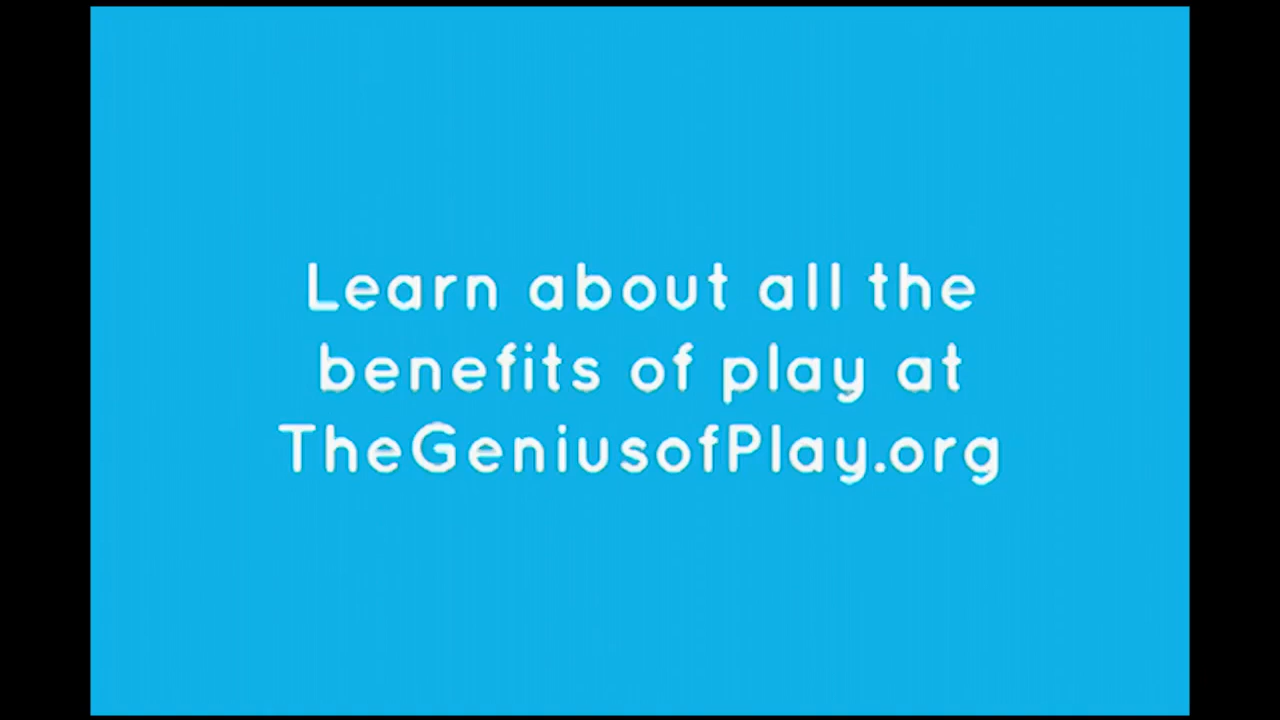 Learn about all the
benefits of play at
TheGeniusofPlay.org